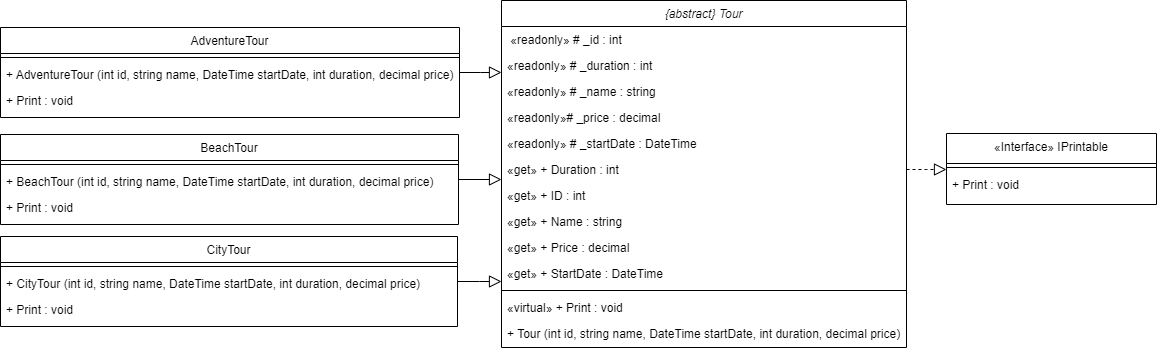 AdventureTour
+ AdventureTour (int id, string name, DateTime startDate, int duration, decimal price)
+ Print : void
BeachTour
+ BeachTour (int id, string name, DateTime startDate, int duration, decimal price)
+ Print : void
CityTour
+ CityTour (int id, string name, DateTime startDate, int duration, decimal price)
+ Print : void
{abstract} Tour
«readonly» # _id : int
«readonly» # _duration : int
«readonly» # _name : string
«readonly»# _price : decimal
«readonly» # _startDate : DateTime
«get» + Duration : int
«get» + ID : int
«get» + Name : string
«get» + Price : decimal
«get» + StartDate : DateTime
«virtual» + Print : void
+ Tour (int id, string name, DateTime startDate, int duration, decimal price)
«Interface» IPrintable
+ Print : void